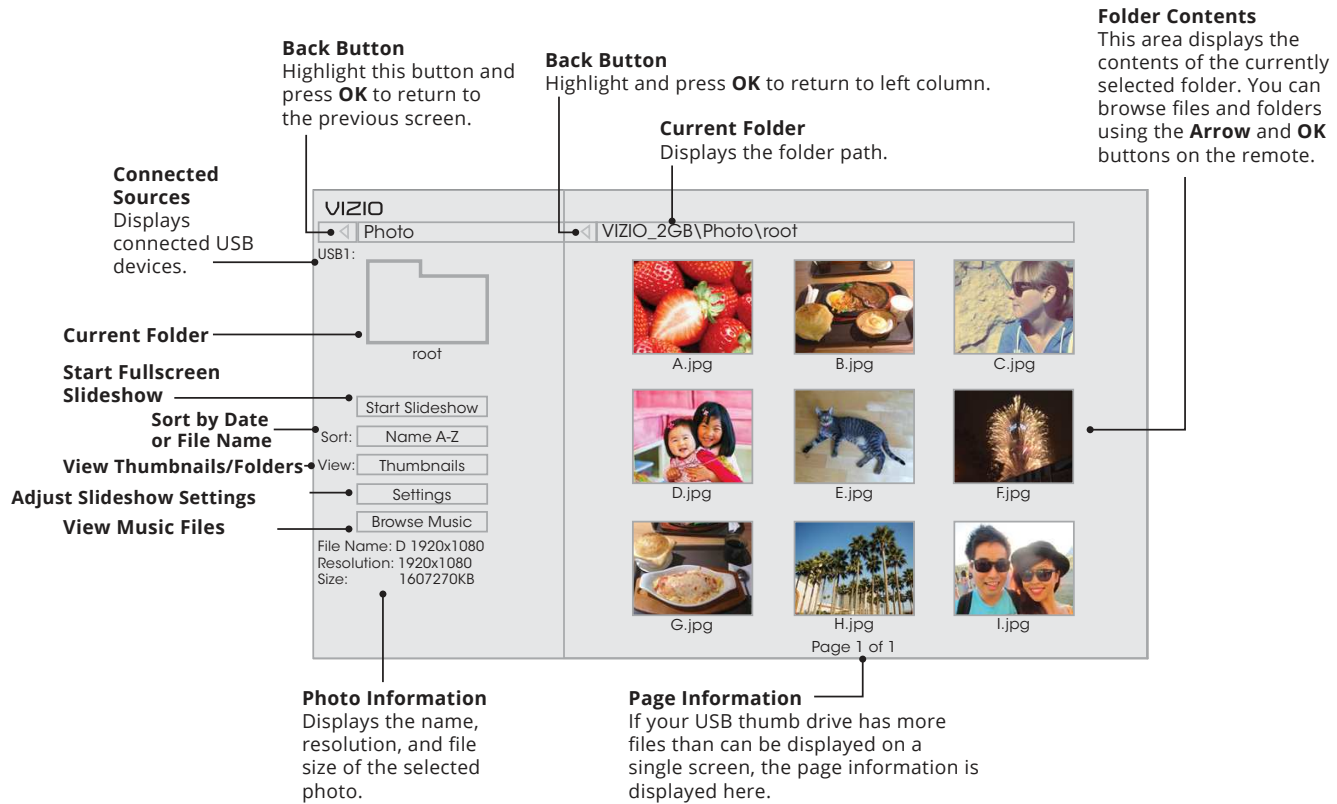 Folder Contents
This area displays the
contents of the currently
selected folder. You can
browse files and folders
using the Arrow and OK
buttons on the remote.
Back Button
Highlight this button and
press OK to return to
the previous screen.
Back Button
Highlight and press OK to return to left column.
Current Folder
Displays the folder path.
Connected
Sources
Displays
connected USB
devices.
Current Folder
Start Fullscreen
Slideshow
Sort by Date
or File Name
View Thumbnails/Folders
Adjust Slideshow Settings
View Music Files
VIZIO
Photo
VIZIO_2GB\Photo\root
USB1:
root
Start Slideshow
Sort: Name A-Z
View: Thumbnails
Settings
Browse Music
File Name: D 1920x1080
Resolution: 1920x1080
Size: 1607270KB
A.jpg B.jpg C.jpg
D.jpg E.jpg F.jpg
G.jpg H.jpg I.jpg
Page 1 of 1
Photo Information
Displays the name,
resolution, and file
size of the selected
photo.
Page Information
If your USB thumb drive has more
files than can be displayed on a
single screen, the page information is
displayed here.